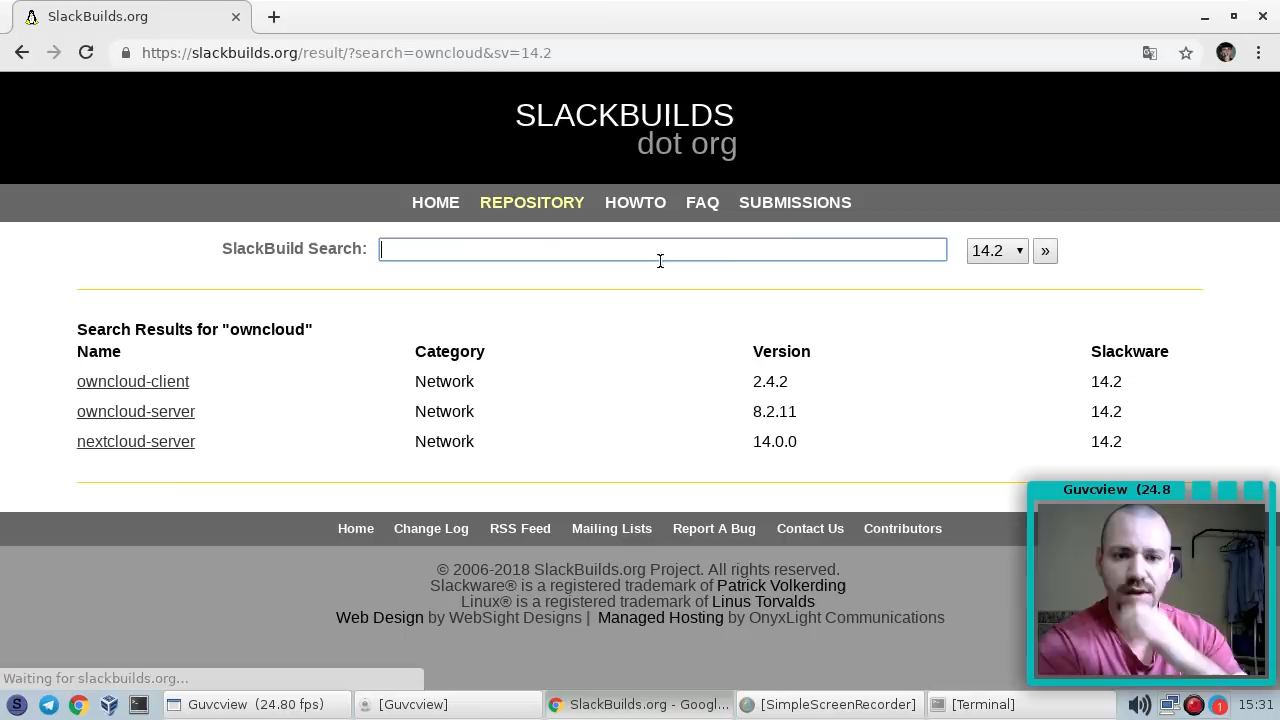 SlackBuilds.org
https://slackbuilds.org/result/?search=owncloud&sv=14.2
SLACKBUILDS
dot org
HOME REPOSITORY HOWTO FAQ SUBMISSIONS
SlackBuild Search: 14.2 »
Search Results for "owncloud"
Name Category Version Slackware
owncloud-client Network 2.4.2 14.2
owncloud-server Network 8.2.11 14.2
nextcloud-server Network 14.0.0 14.2
Guvcview (24.8
Home Change Log RSS Feed Mailing Lists Report A Bug Contact Us Contributors
© 2006-2018 SlackBuilds.org Project. All rights reserved.
Slackware® is a registered trademark of Patrick Volkerding
Linux® is a registered trademark of Linus Torvalds
Web Design by WebSight Designs | Managed Hosting by OnyxLight Communications
Waiting for slackbuilds.org...
Guvcview (24.80 fps) [Guvcview] SlackBuilds.org - Googl... [SimpleScreenRecorder] [Terminal] 1 15:31